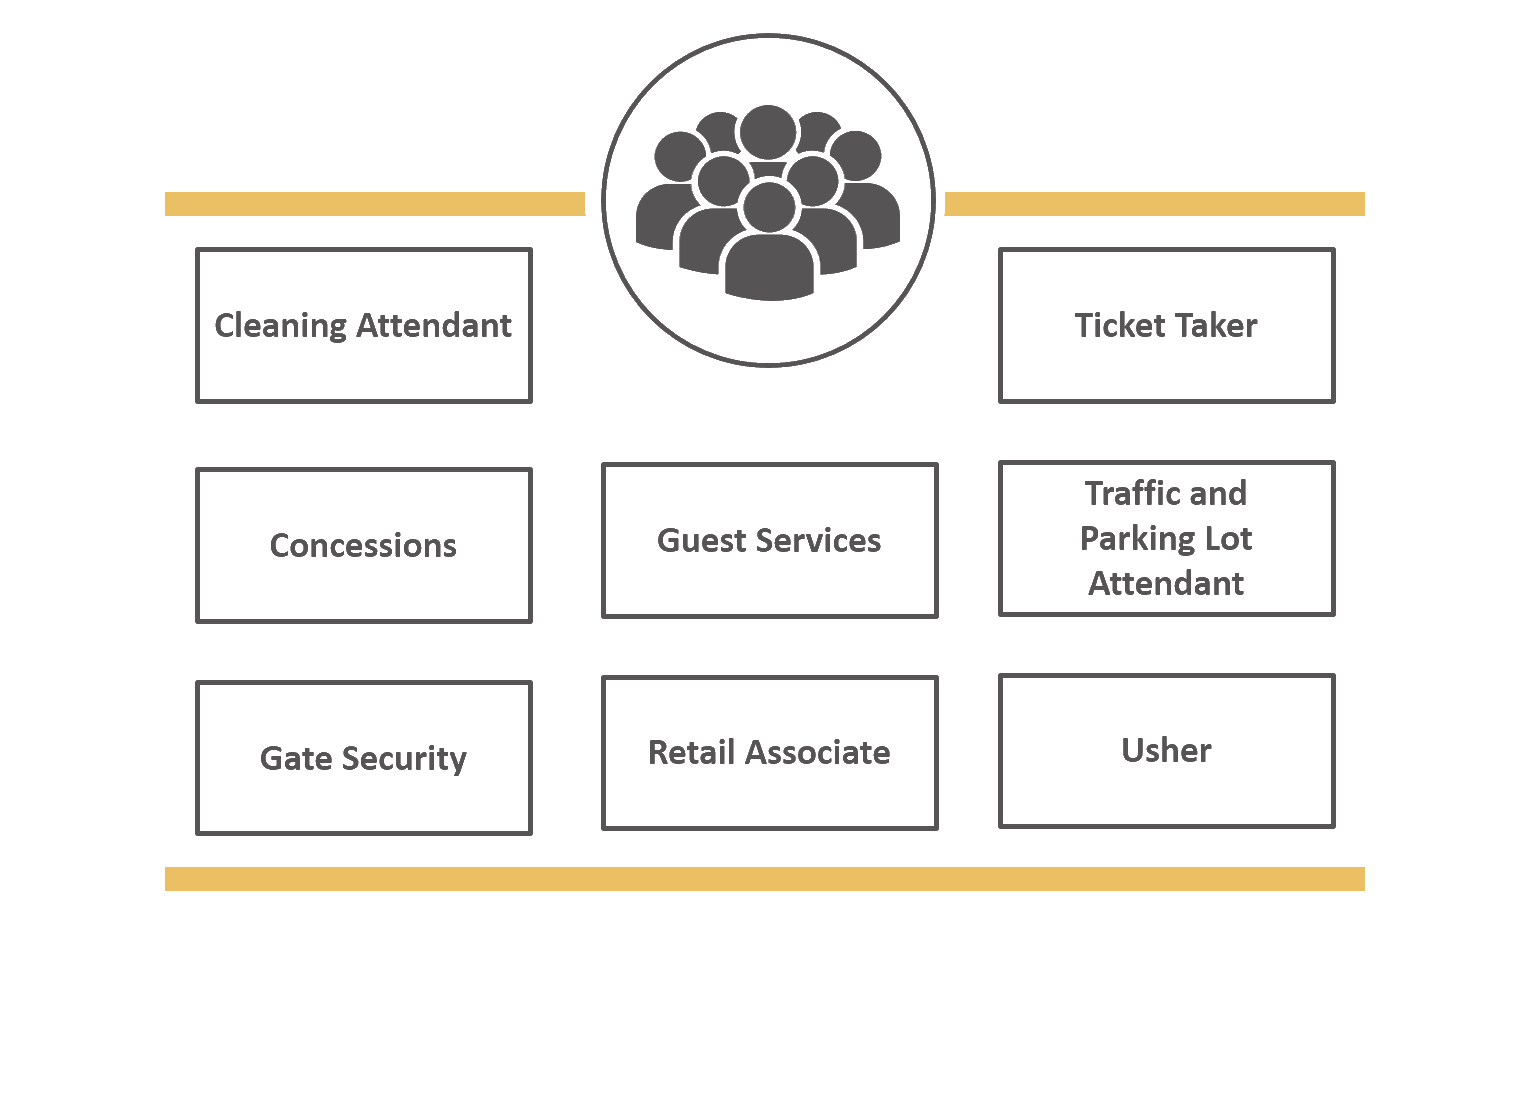 Cleaning Attendant
Ticket Taker
Concessions
Guest Services
Traffic and
Parking Lot
Attendant
Gate Security
Retail Associate
Usher